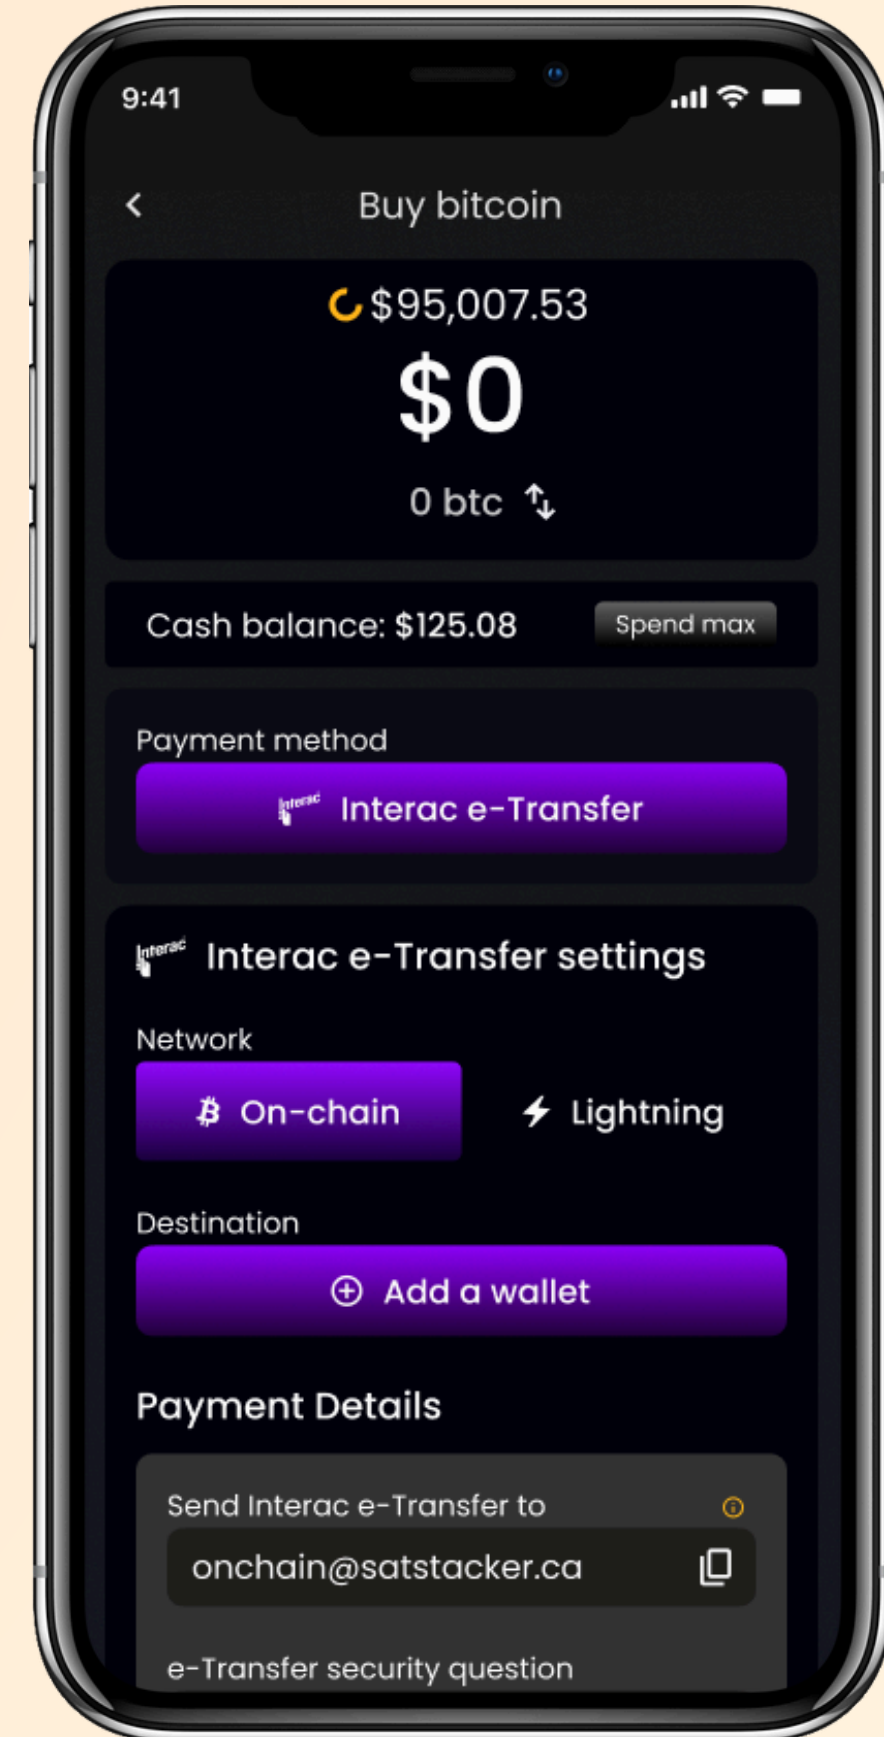 9:41
Buy bitcoin
$95,007.53
$0
0 btc
Cash balance: $125.08 Spend max
Payment method
Interac Interac e-Transfer
Interac Interac e-Transfer settings
Network
On-chain Lightning
Destination
Add a wallet
Payment Details
Send Interac e-Transfer to
onchain@satstacker.ca
e-Transfer security question